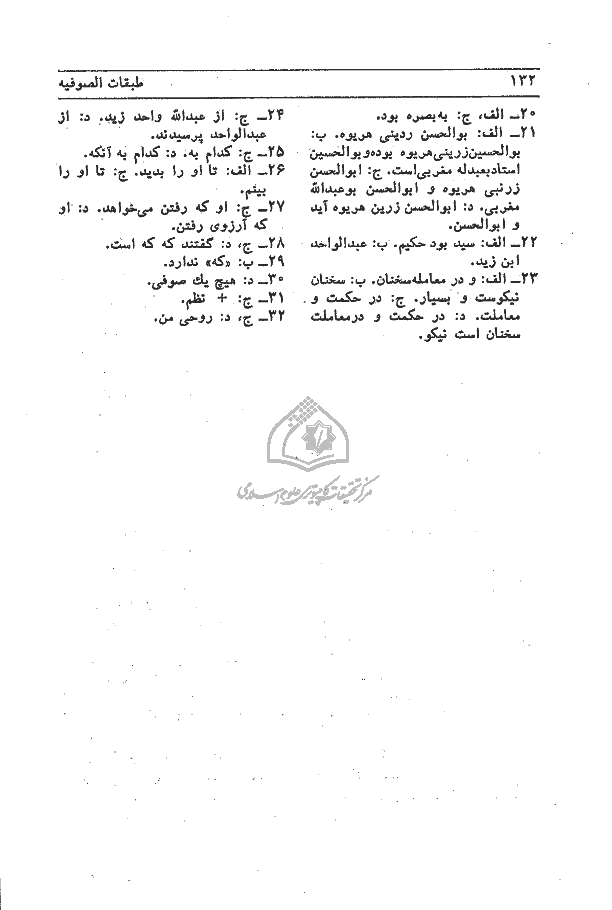 ۱۳۲
طبقات الصوفیه
۲۰ــ الف، ج: به‌بصره بود.
۲۱ــ الف: بوالحسن ردینی هریوه. ب:
بوالحسین‌زرینی‌هریوه بوده‌وبوالحسین
استادبعبدله مغربی‌است. ج: ابوالحسن
زرنبی هریوه و ابوالحسن بوعبدالله
مغربی. د: ابوالحسن زرین هریوه آید
و ابوالحسن.
۲۲ــ الف: سید بود حکیم. ب: عبدالواحد
ابن زید.
۲۳ــ الف: و در معامله‌سخنان. ب: سخنان
نیکوست و بسیار. ج: در حکمت و
معاملت. د: در حکمت و درمعاملت
سخنان است نیکو.
۲۴ــ ج: از عبدالله واحد زید. د: از
عبدالواحد پرسیدند.
۲۵ــ ج: کدام به. د: کدام به آنکه.
۲۶ــ الف: تا او را بدید. ج: تا او را
بینم.
۲۷ــ ج: او که رفتن می‌خواهد. د: او
که آرزوی رفتن.
۲۸ــ ج، د: گفتند که که است.
۲۹ــ ب: «که» ندارد.
۳۰ــ د: هیچ یك صوفی.
۳۱ــ ج: + نظم.
۳۲ــ ج، د: روحی من.
مرکز تحقیقات کامپیوتری علوم اسلامی